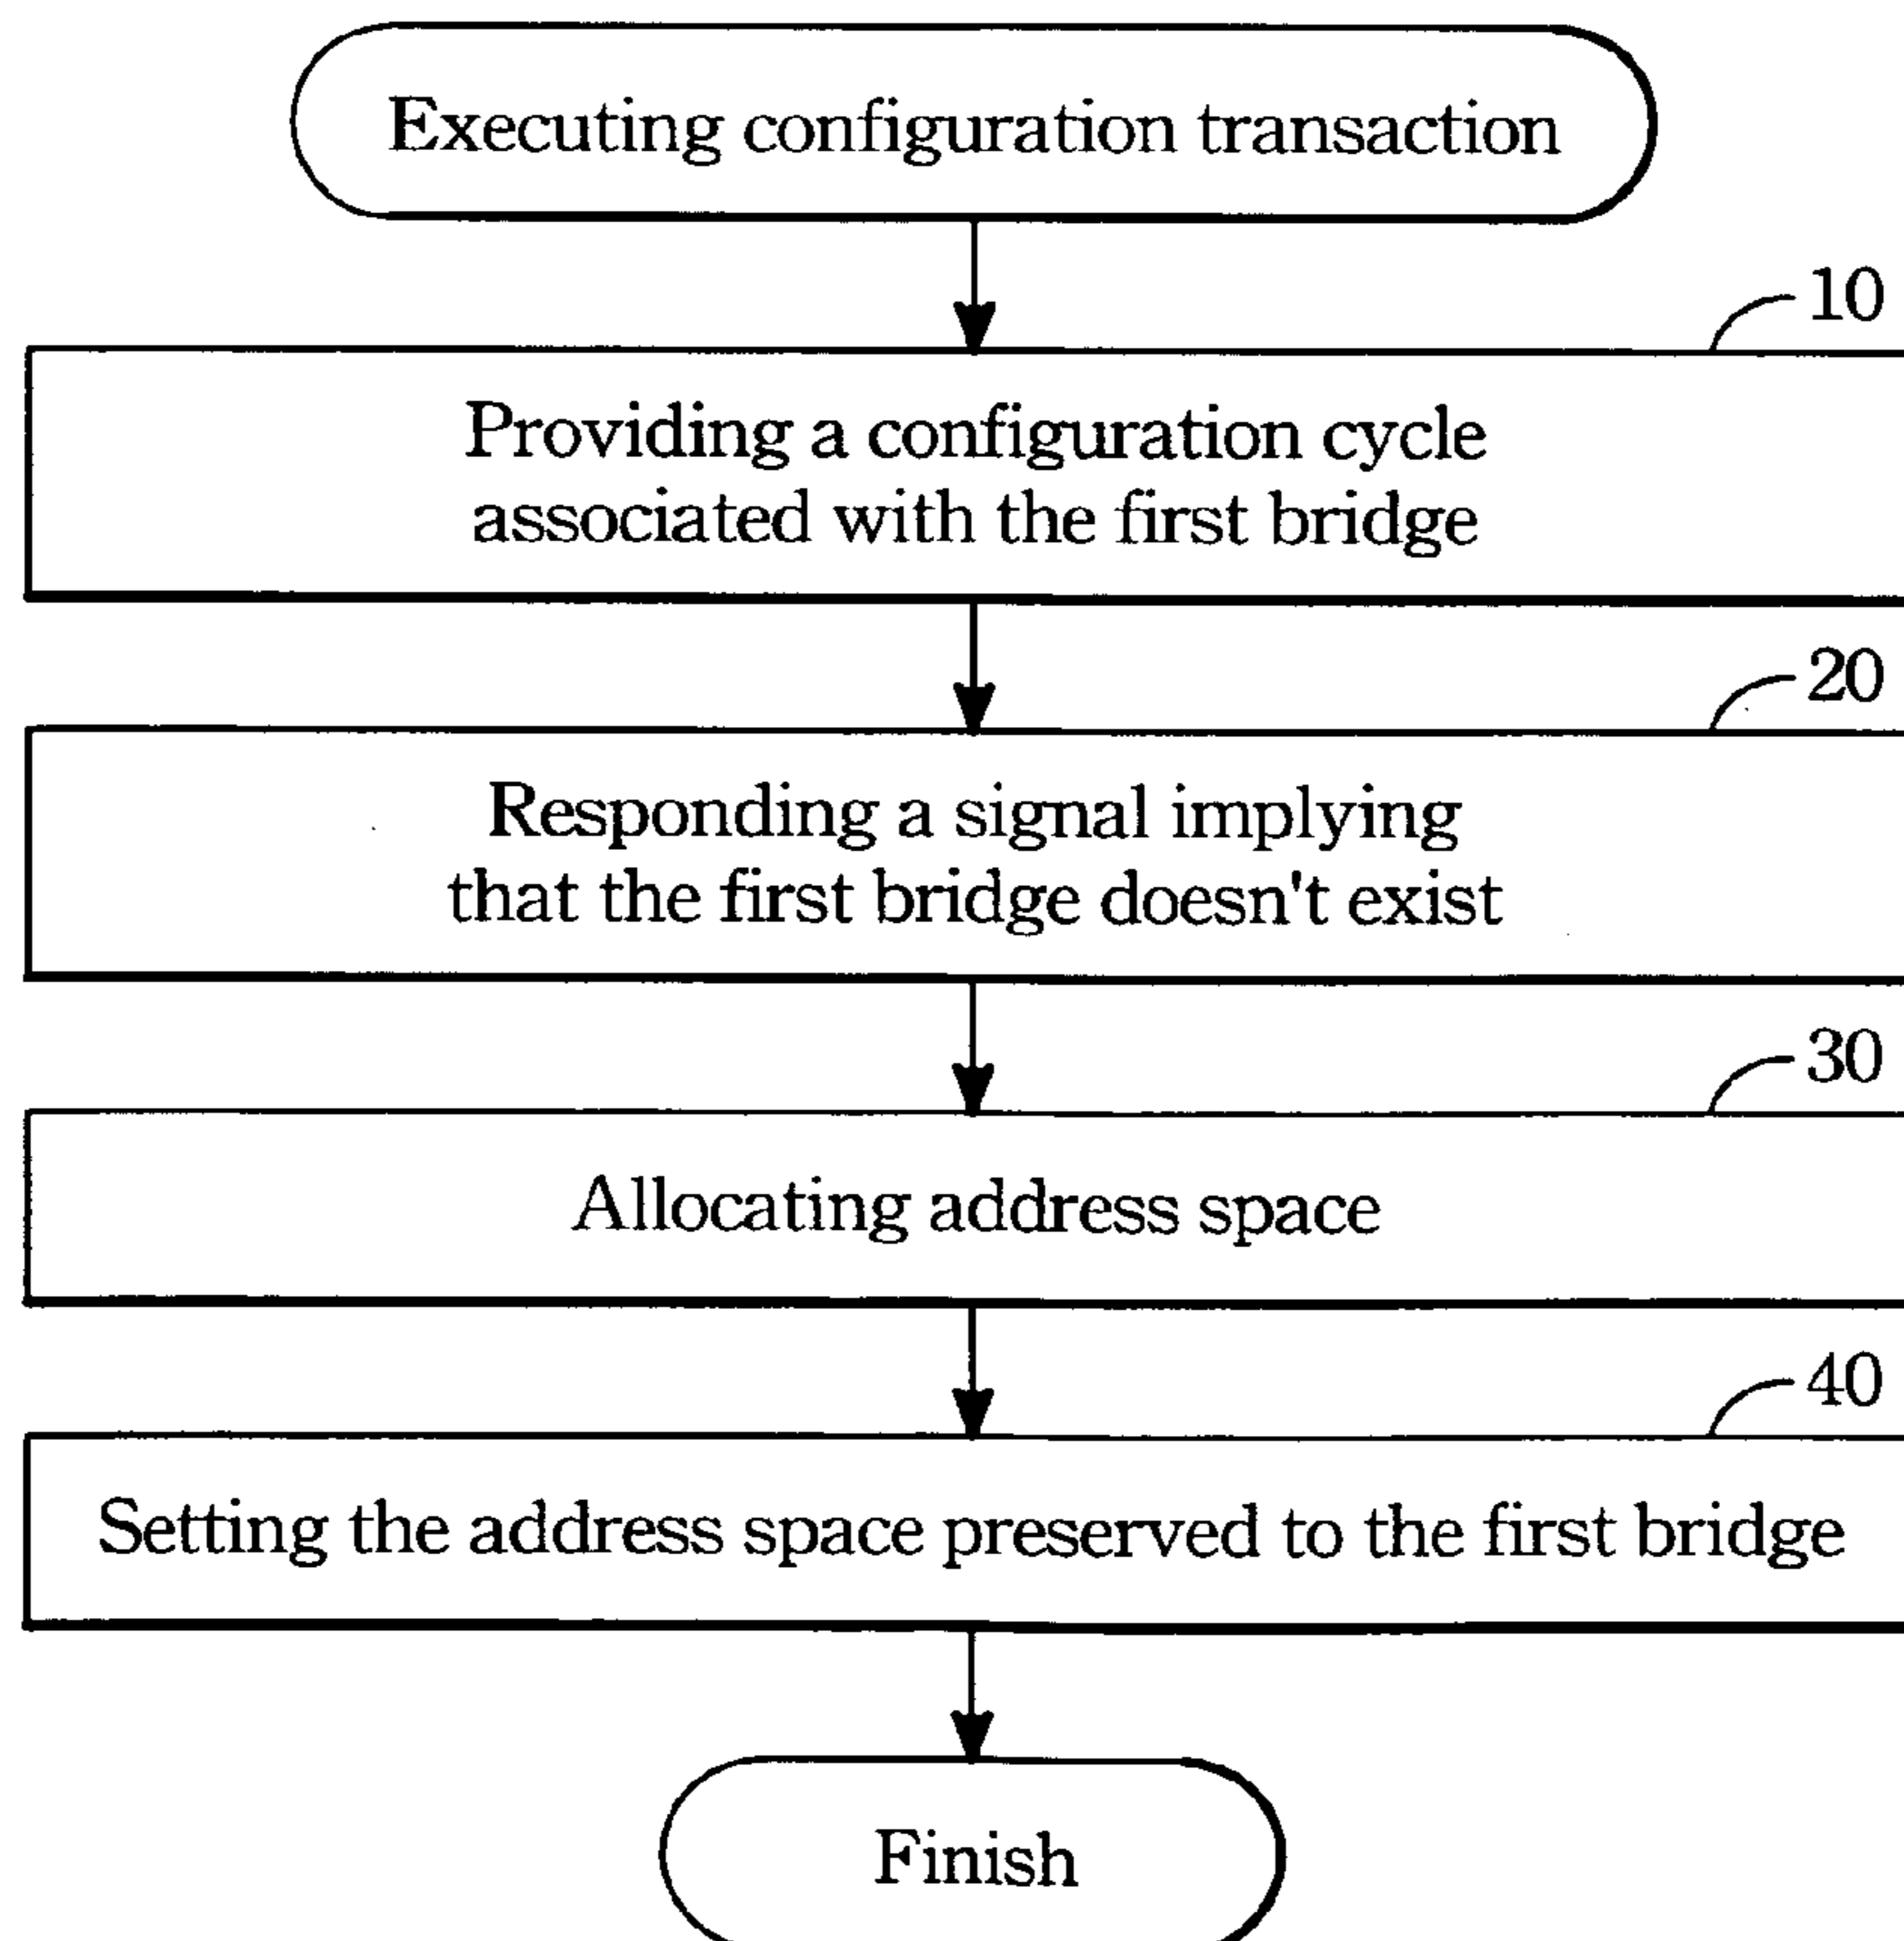 Executing configuration transaction
10
Providing a configuration cycle
associated with the first bridge
20
Responding a signal implying
that the first bridge doesn't exist
30
Allocating address space
40
Setting the address space preserved to the first bridge
Finish